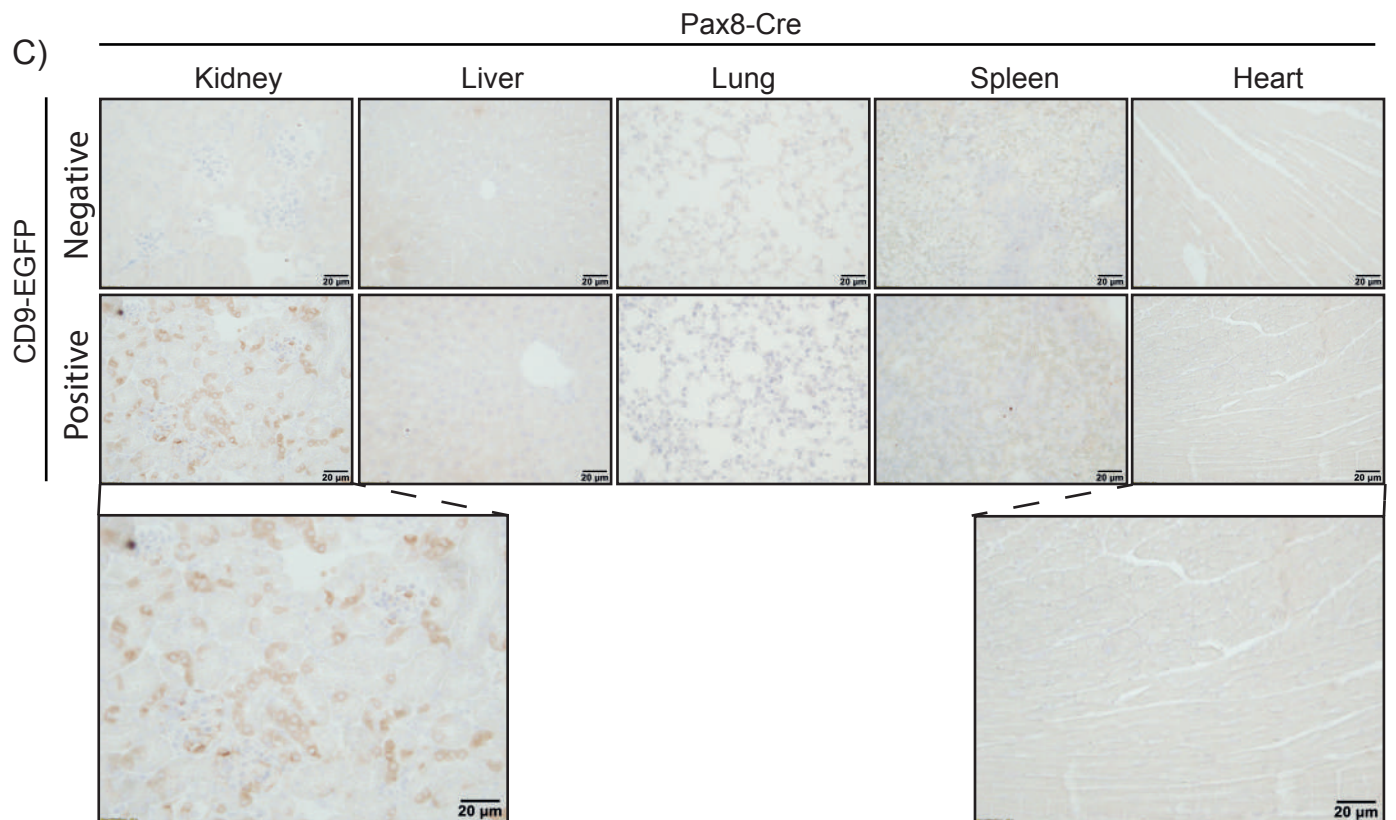 Pax8-Cre
C)
Kidney Liver Lung Spleen Heart
CD9-EGFP
Negative
20 µm 20 µm 20 µm 20 µm 20 µm
Positive
20 µm 20 µm 20 µm 20 µm 20 µm
20 µm 20 µm